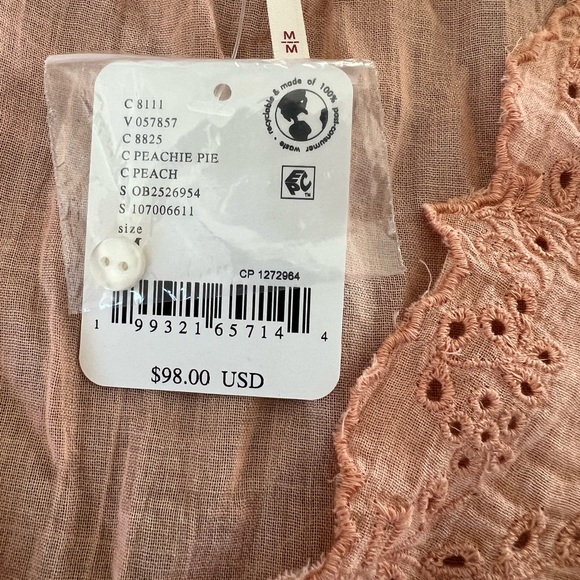 M
M
recyclable & made of 100% post-consumer waste •
C 8111
V 057857
C 8825
C PEACHIE PIE
C PEACH
S OB2526954
S 107006611
size
CP 1272984
1 99321 65714 4
$98.00 USD